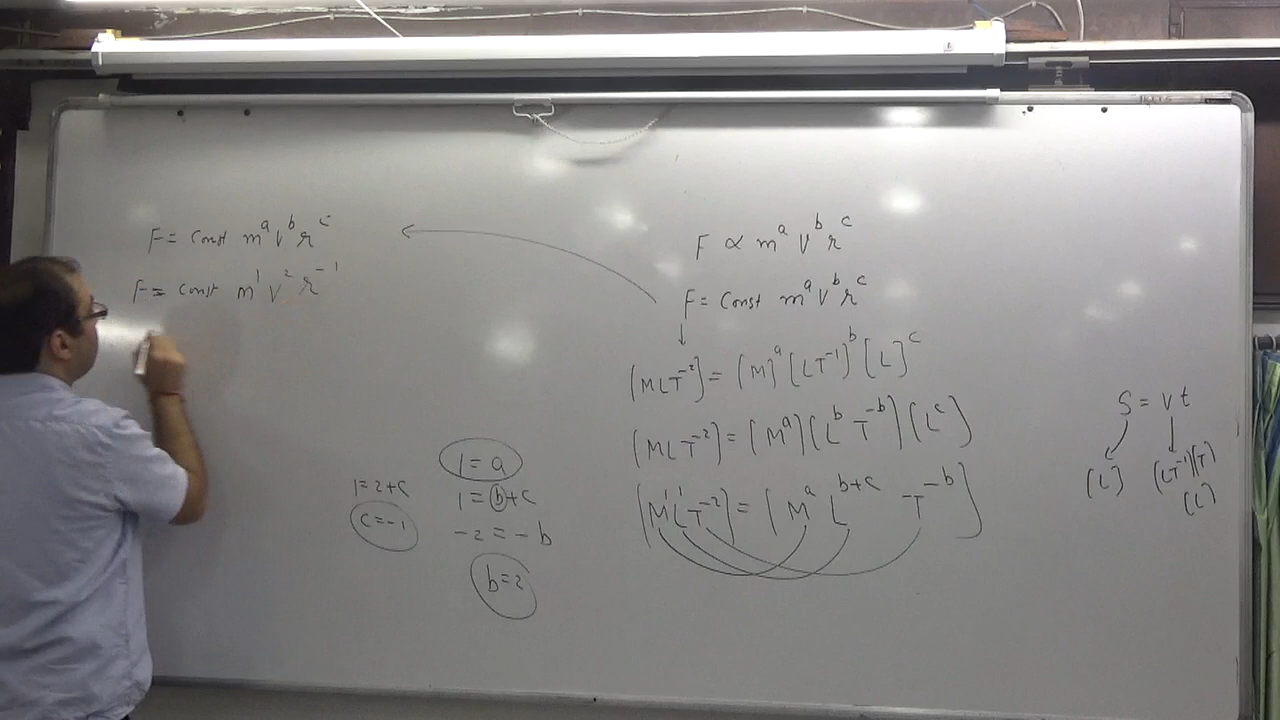 F = Const m^a v^b r^c
F = Const m^1 v^2 r^-1
F ∝ m^a v^b r^c
F = Const m^a v^b r^c
[MLT^-2] = [M]^a [LT^-1]^b [L]^c
[MLT^-2] = [M^a] [L^b T^-b] [L^c]
[M^1 L^1 T^-2] = [M^a L^b+c T^-b]
1 = a
1 = b + c
-2 = -b
b = 2
1 = 2 + c
c = -1
S = v t
[L] [LT^-1][T]
[L]